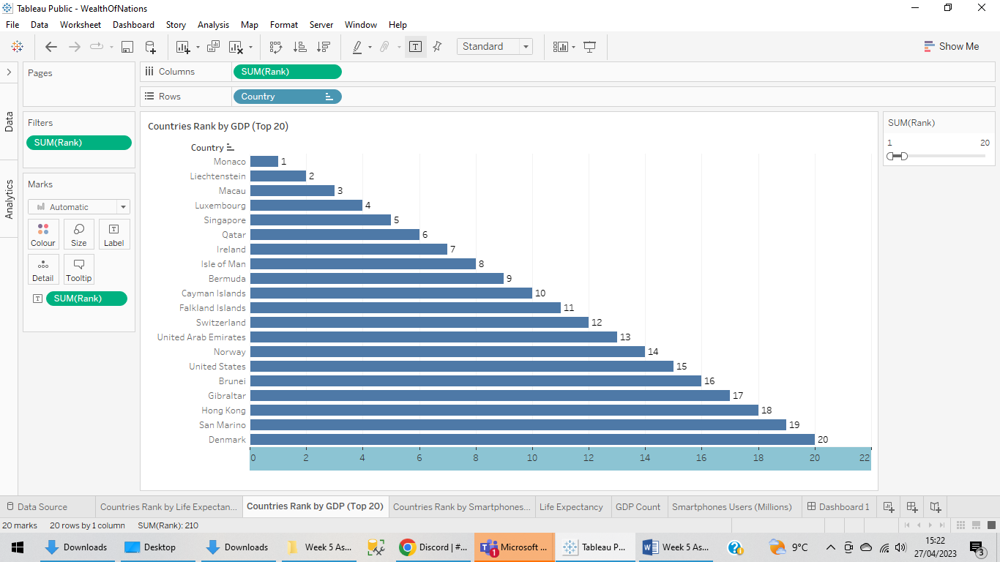 Tableau Public - WealthOfNations
File Data Worksheet Dashboard Story Analysis Map Format Server Window Help
Standard
Show Me
Pages
Columns
SUM(Rank)
Rows
Country
Data
Analytics
Filters
SUM(Rank)
Marks
Automatic
Colour Size Label
Detail Tooltip
SUM(Rank)
Countries Rank by GDP (Top 20)
Country
Monaco 1
Liechtenstein 2
Macau 3
Luxembourg 4
Singapore 5
Qatar 6
Ireland 7
Isle of Man 8
Bermuda 9
Cayman Islands 10
Falkland Islands 11
Switzerland 12
United Arab Emirates 13
Norway 14
United States 15
Brunei 16
Gibraltar 17
Hong Kong 18
San Marino 19
Denmark 20
0 2 4 6 8 10 12 14 16 18 20 22
SUM(Rank)
1 20
Data Source Countries Rank by Life Expectan... Countries Rank by GDP (Top 20) Countries Rank by Smartphones... Life Expectancy GDP Count Smartphones Users (Millions) Dashboard 1
20 marks 20 rows by 1 column SUM(Rank): 210
Downloads Desktop Downloads Week 5 As... Discord | #... 1 Microsoft ... Tableau P... Week 5 As... 9°C 15:22
27/04/2023 3